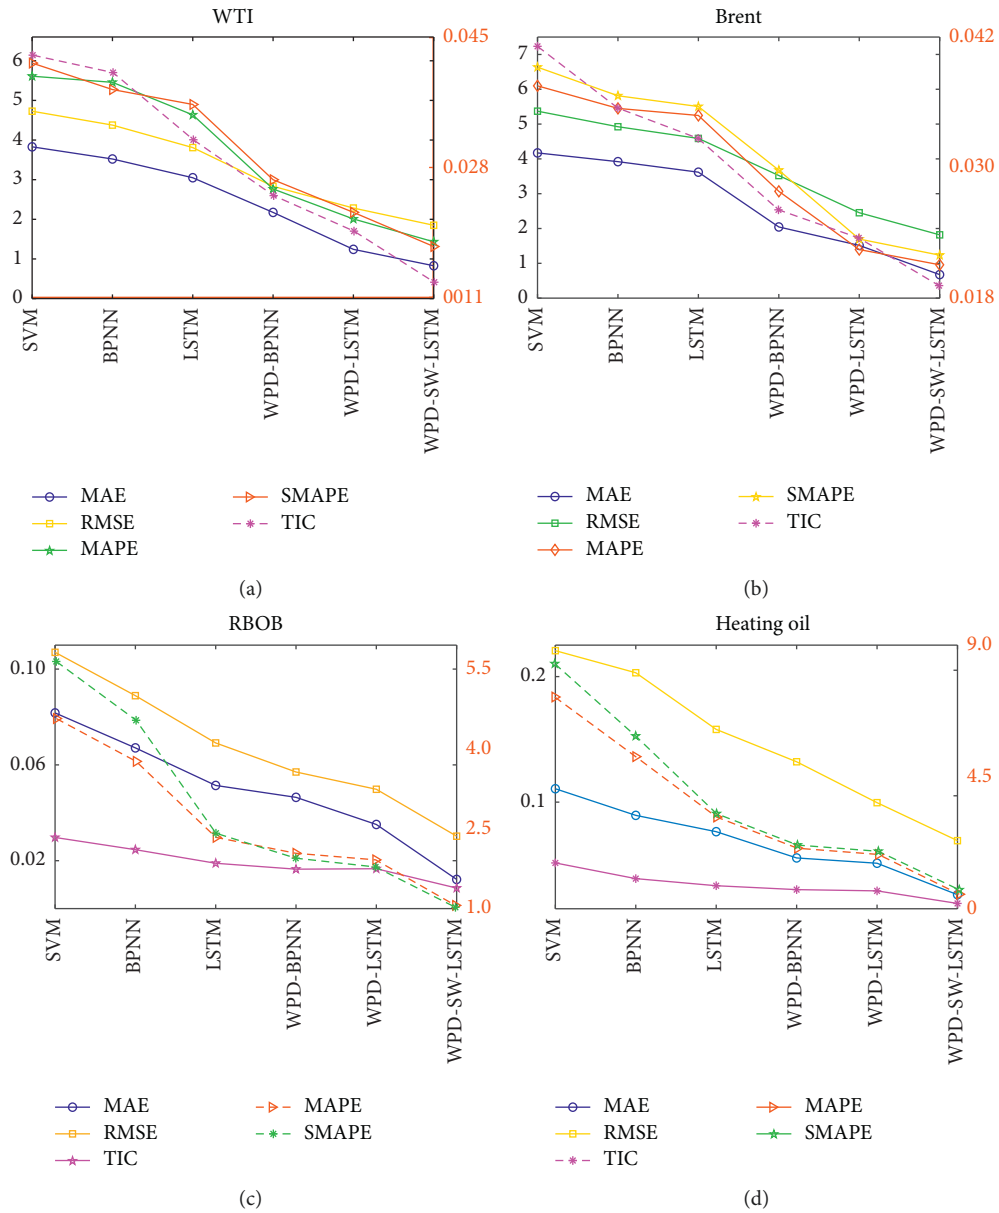 WTI
6
5
4
3
2
1
0
0.045
0.028
0011
SVM
BPNN
LSTM
WPD-BPNN
WPD-LSTM
WPD-SW-LSTM
MAE
RMSE
MAPE
SMAPE
TIC
(a)
Brent
7
6
5
4
3
2
1
0
0.042
0.030
0.018
SVM
BPNN
LSTM
WPD-BPNN
WPD-LSTM
WPD-SW-LSTM
MAE
RMSE
MAPE
SMAPE
TIC
(b)
RBOB
0.10
0.06
0.02
5.5
4.0
2.5
1.0
SVM
BPNN
LSTM
WPD-BPNN
WPD-LSTM
WPD-SW-LSTM
MAE
RMSE
TIC
MAPE
SMAPE
(c)
Heating oil
0.2
0.1
9.0
4.5
0
SVM
BPNN
LSTM
WPD-BPNN
WPD-LSTM
WPD-SW-LSTM
MAE
RMSE
TIC
MAPE
SMAPE
(d)